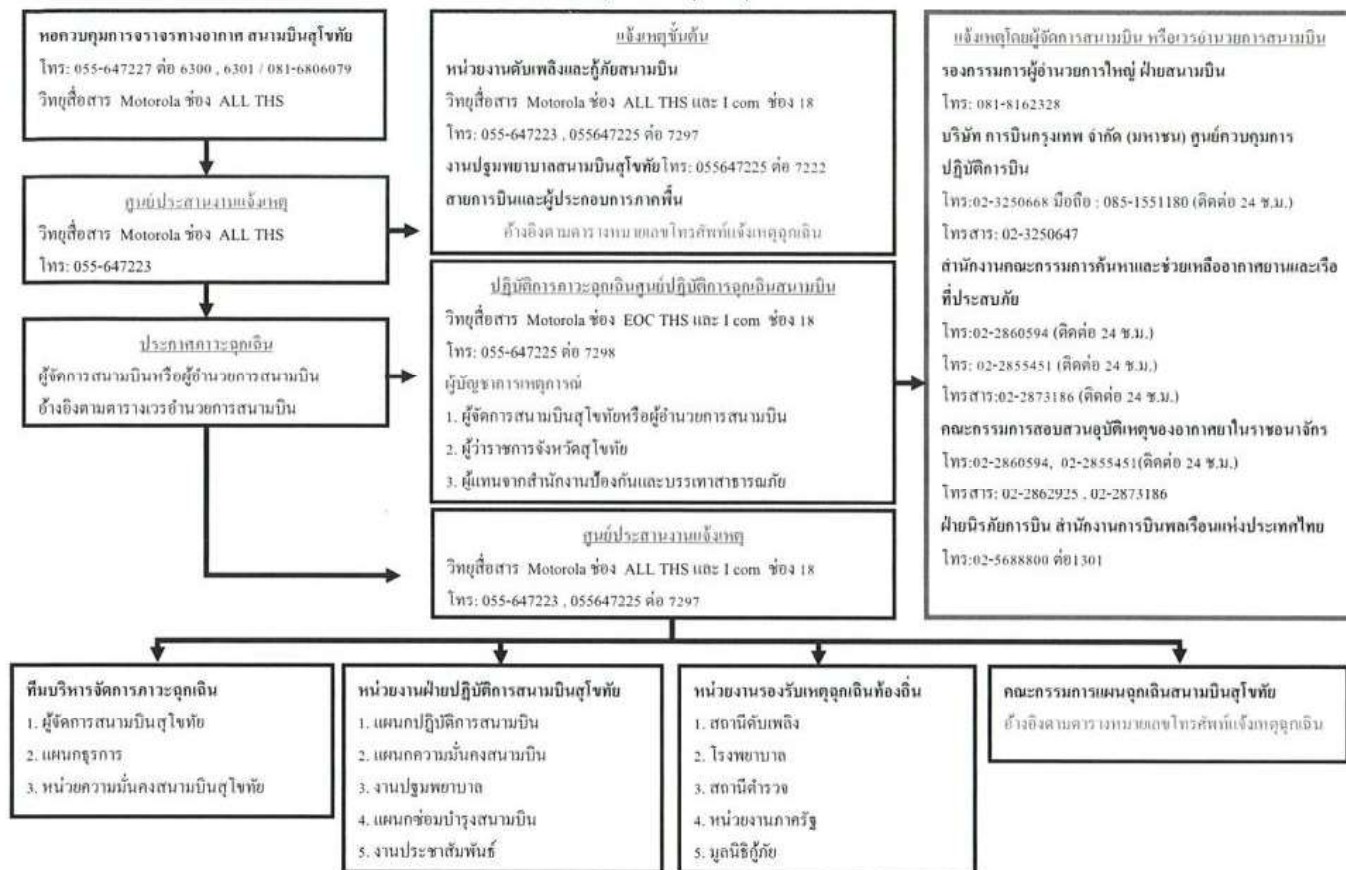 หอควบคุมการจราจรทางอากาศ สนามบินสุโขทัย
โทร: 055-647227 ต่อ 6300 , 6301 / 081-6806079
วิทยุสื่อสาร Motorola ช่อง ALL THS
ศูนย์ประสานงานแจ้งเหตุ
วิทยุสื่อสาร Motorola ช่อง ALL THS
โทร: 055-647223
ประกาศภาวะฉุกเฉิน
ผู้จัดการสนามบินหรือผู้อำนวยการสนามบิน
อ้างอิงตามตารางเวรอำนวยการสนามบิน
แจ้งเหตุขั้นต้น
หน่วยงานดับเพลิงและกู้ภัยสนามบิน
วิทยุสื่อสาร Motorola ช่อง ALL THS และ I com ช่อง 18
โทร: 055-647223 , 055647225 ต่อ 7297
งานปฐมพยาบาลสนามบินสุโขทัยโทร: 055647225 ต่อ 7222
สายการบินและผู้ประกอบการภาคพื้น
อ้างอิงตามตารางหมายเลขโทรศัพท์แจ้งเหตุฉุกเฉิน
ปฏิบัติการภาวะฉุกเฉินศูนย์ปฏิบัติการฉุกเฉินสนามบิน
วิทยุสื่อสาร Motorola ช่อง EOC THS และ I com ช่อง 18
โทร: 055-647225 ต่อ 7298
ผู้บัญชาการเหตุการณ์
1. ผู้จัดการสนามบินสุโขทัยหรือผู้อำนวยการสนามบิน
2. ผู้ว่าราชการจังหวัดสุโขทัย
3. ผู้แทนจากสำนักงานป้องกันและบรรเทาสาธารณภัย
ศูนย์ประสานงานแจ้งเหตุ
วิทยุสื่อสาร Motorola ช่อง ALL THS และ I com ช่อง 18
โทร: 055-647223 , 055647225 ต่อ 7297
แจ้งเหตุโดยผู้จัดการสนามบิน หรือเวรอำนวยการสนามบิน
รองกรรมการผู้อำนวยการใหญ่ ฝ่ายสนามบิน
โทร: 081-8162328
บริษัท การบินกรุงเทพ จำกัด (มหาชน) ศูนย์ควบคุมการ
ปฏิบัติการบิน
โทร:02-3250668 มือถือ : 085-1551180 (ติดต่อ 24 ช.ม.)
โทรสาร: 02-3250647
สำนักงานคณะกรรมการค้นหาและช่วยเหลืออากาศยานและเรือ
ที่ประสบภัย
โทร:02-2860594 (ติดต่อ 24 ช.ม.)
โทร: 02-2855451 (ติดต่อ 24 ช.ม.)
โทรสาร:02-2873186 (ติดต่อ 24 ช.ม.)
คณะกรรมการสอบสวนอุบัติเหตุของอากาศยาในราชอนาจักร
โทร:02-2860594, 02-2855451(ติดต่อ 24 ช.ม.)
โทรสาร: 02-2862925 , 02-2873186
ฝ่ายนิรภัยการบิน สำนักงานการบินพลเรือนแห่งประเทศไทย
โทร:02-5688800 ต่อ1301
ทีมบริหารจัดการภาวะฉุกเฉิน
1. ผู้จัดการสนามบินสุโขทัย
2. แผนกธุรการ
3. หน่วยความมั่นคงสนามบินสุโขทัย
หน่วยงานฝ่ายปฏิบัติการสนามบินสุโขทัย
1. แผนกปฏิบัติการสนามบิน
2. แผนกความมั่นคงสนามบิน
3. งานปฐมพยาบาล
4. แผนกซ่อมบำรุงสนามบิน
5. งานประชาสัมพันธ์
หน่วยงานรองรับเหตุฉุกเฉินท้องถิ่น
1. สถานีดับเพลิง
2. โรงพยาบาล
3. สถานีตำรวจ
4. หน่วยงานภาครัฐ
5. มูลนิธิกู้ภัย
คณะกรรมการแผนฉุกเฉินสนามบินสุโขทัย
อ้างอิงตามตารางหมายเลขโทรศัพท์แจ้งเหตุฉุกเฉิน